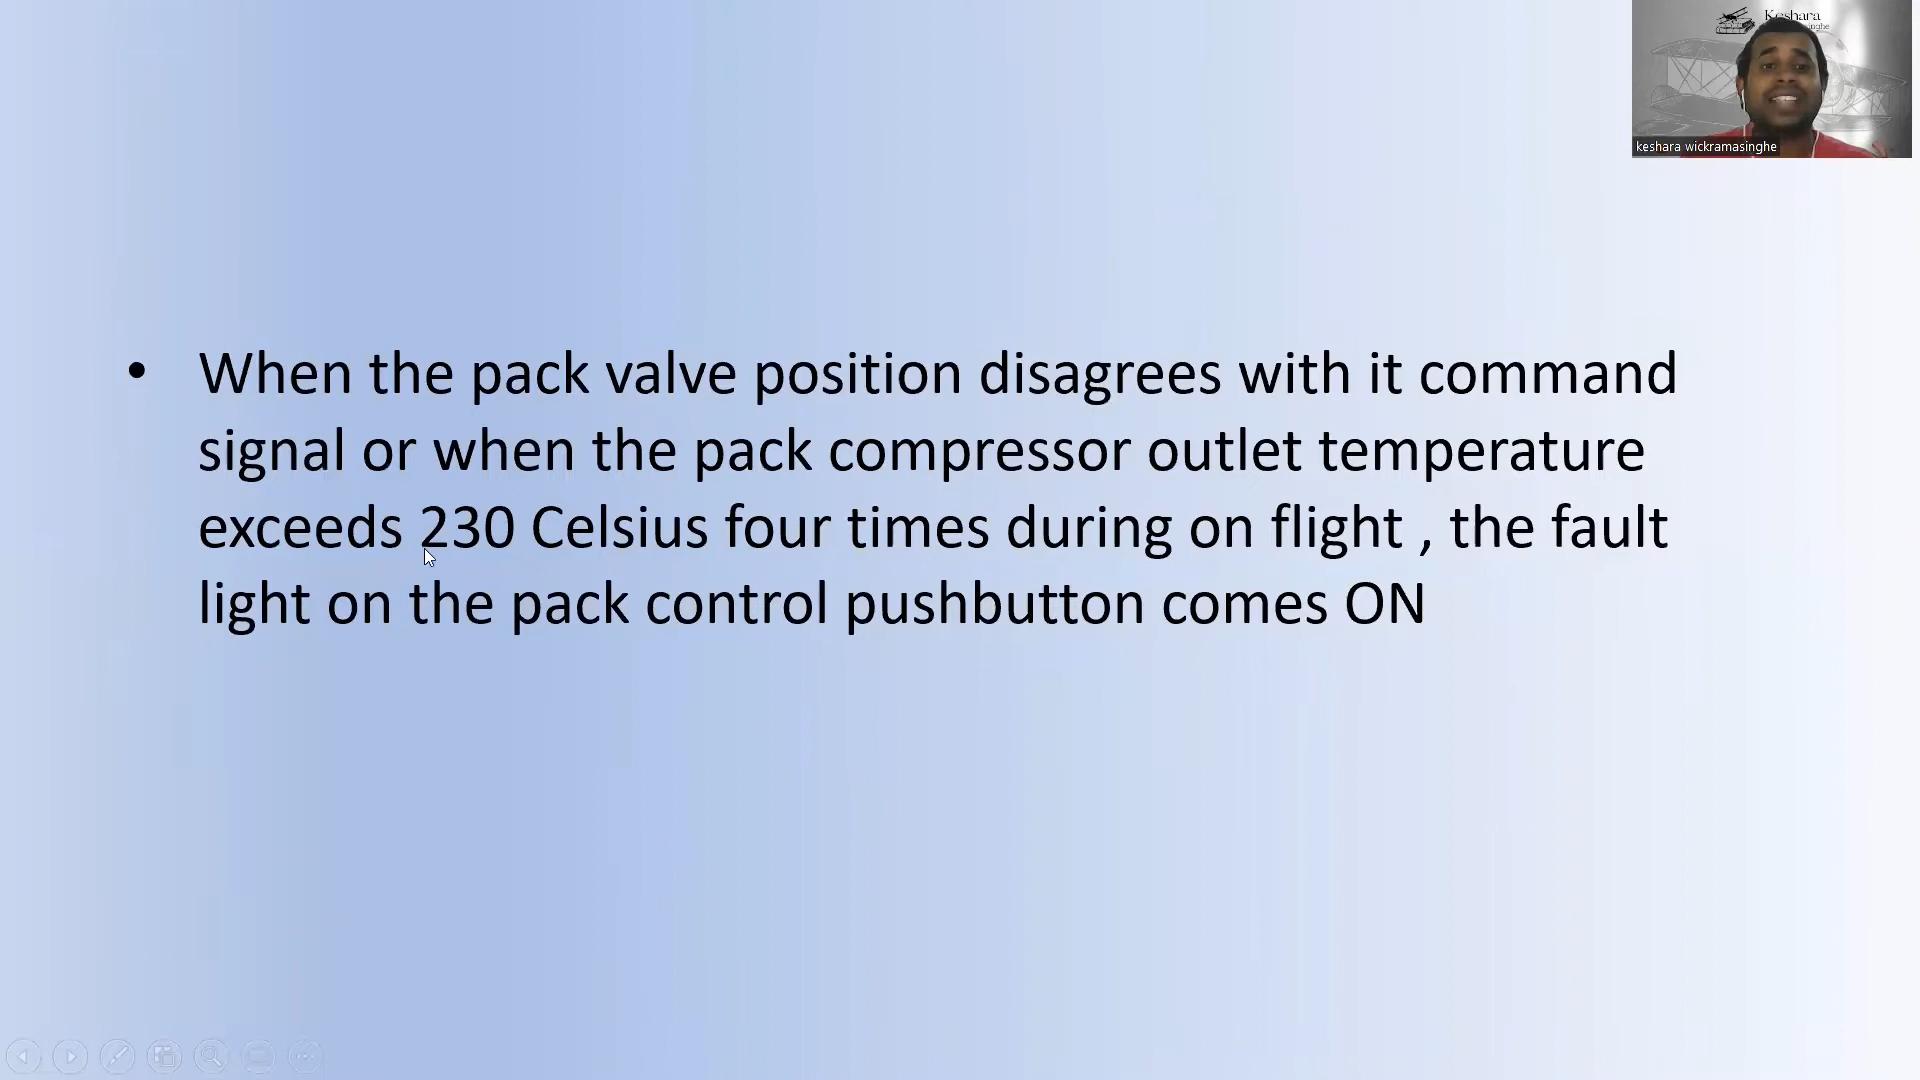 Keshara
keshara wickramasinghe
• When the pack valve position disagrees with it command
signal or when the pack compressor outlet temperature
exceeds 230 Celsius four times during on flight , the fault
light on the pack control pushbutton comes ON